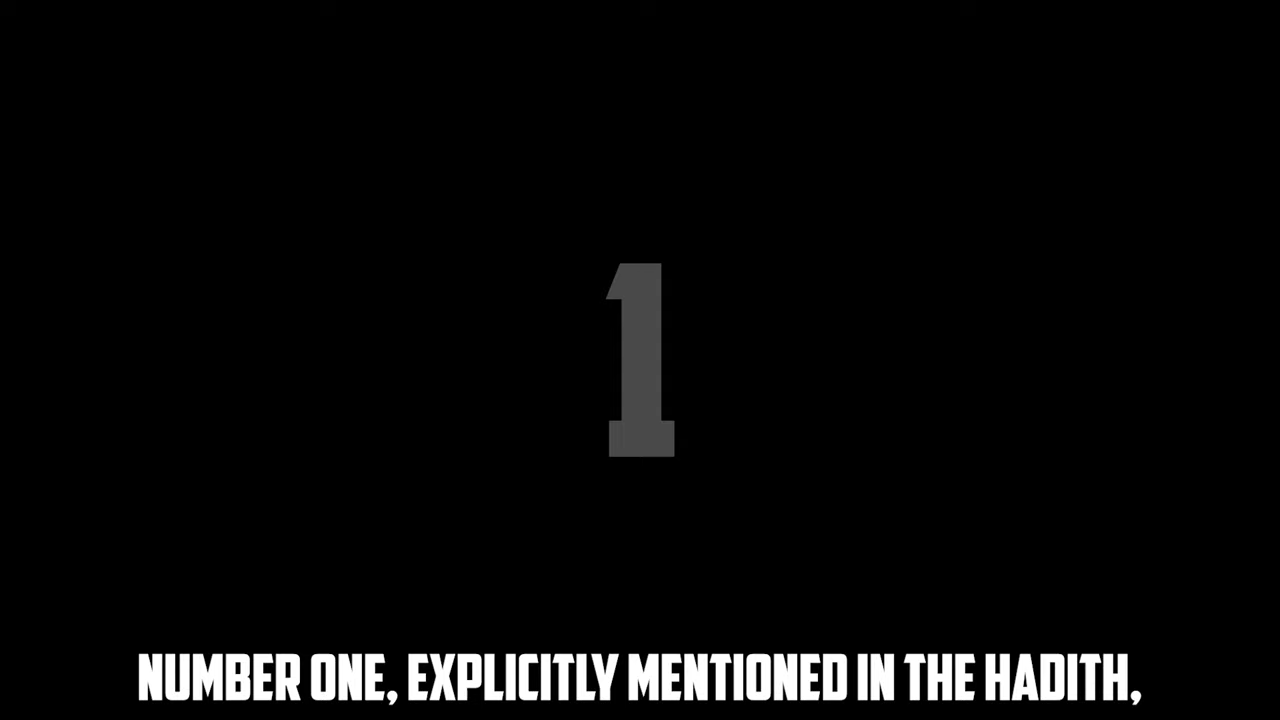 1
NUMBER ONE, EXPLICITLY MENTIONED IN THE HADITH,